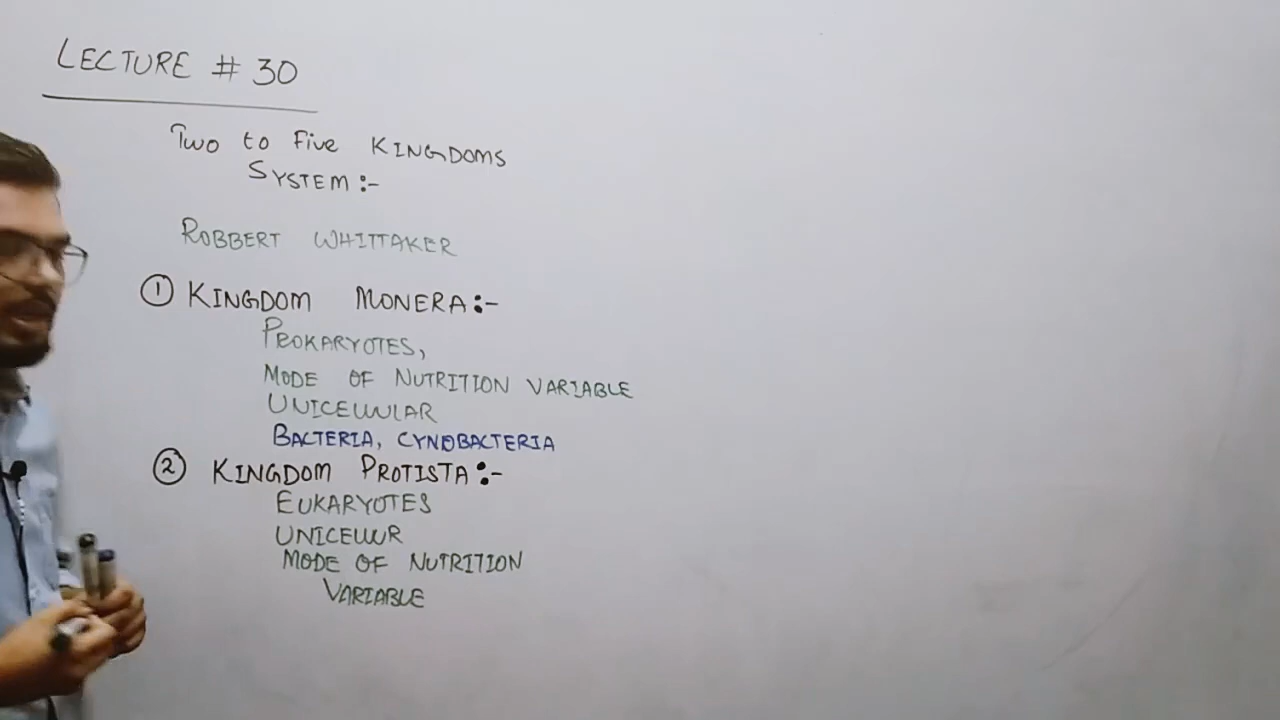 LECTURE # 30
Two to Five KINGDOMS
SYSTEM :-
ROBBERT WHITTAKER
① KINGDOM MONERA :-
PROKARYOTES,
MODE OF NUTRITION VARIABLE
UNICELLULAR
BACTERIA, CYNOBACTERIA
② KINGDOM PROTISTA :-
EUKARYOTES
UNICELLUR
MODE OF NUTRITION
VARIABLE